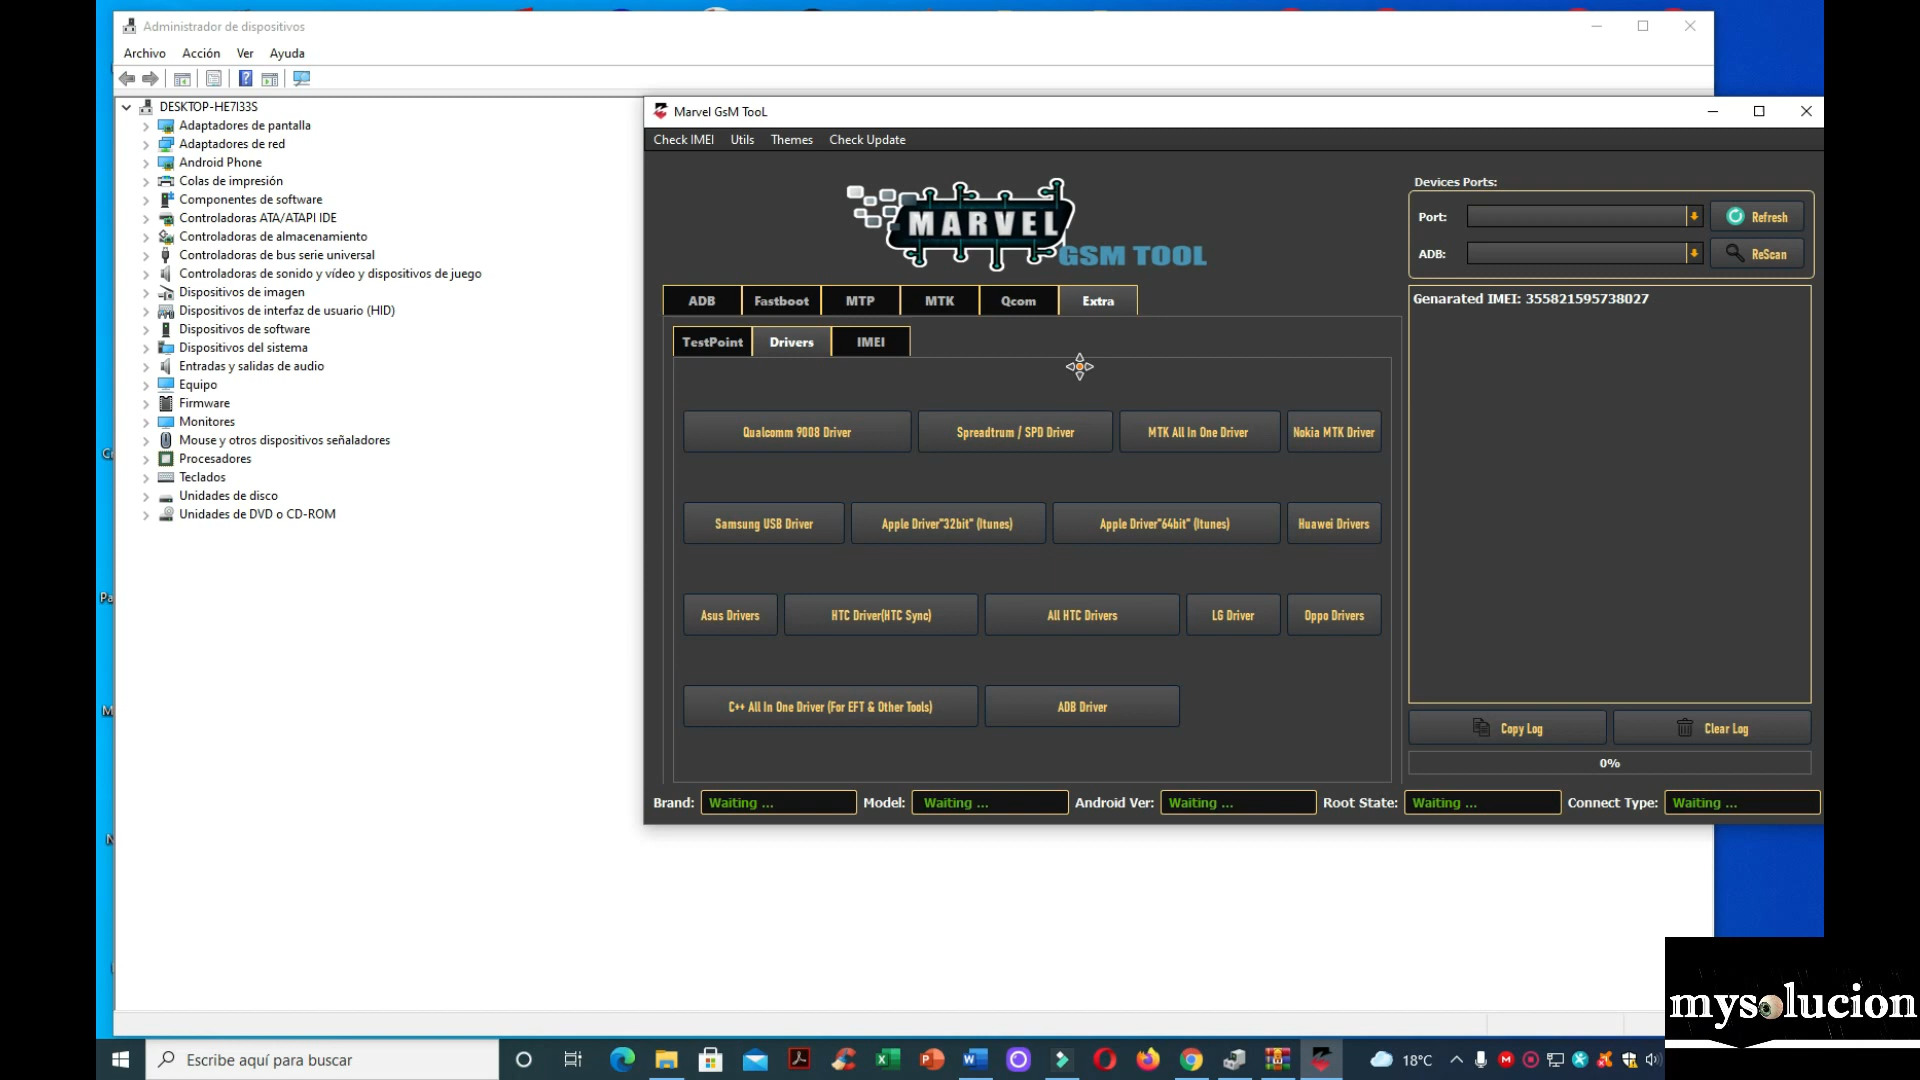 Administrador de dispositivos
Archivo Acción Ver Ayuda
DESKTOP-HE7I33S
Adaptadores de pantalla
Adaptadores de red
Android Phone
Colas de impresión
Componentes de software
Controladoras ATA/ATAPI IDE
Controladoras de almacenamiento
Controladoras de bus serie universal
Controladoras de sonido y vídeo y dispositivos de juego
Dispositivos de imagen
Dispositivos de interfaz de usuario (HID)
Dispositivos de software
Dispositivos del sistema
Entradas y salidas de audio
Equipo
Firmware
Monitores
Mouse y otros dispositivos señaladores
Procesadores
Teclados
Unidades de disco
Unidades de DVD o CD-ROM
Marvel GsM TooL
Check IMEI Utils Themes Check Update
MARVEL
GSM TOOL
Devices Ports:
Port: Refresh
ADB: ReScan
ADB Fastboot MTP MTK Qcom Extra
TestPoint Drivers IMEI
Genarated IMEI: 355821595738027
Qualcomm 9008 Driver Spreadtrum / SPD Driver MTK All In One Driver Nokia MTK Driver
Samsung USB Driver Apple Driver"32bit" (Itunes) Apple Driver"64bit" (Itunes) Huawei Drivers
Asus Drivers HTC Driver(HTC Sync) All HTC Drivers LG Driver Oppo Drivers
C++ All In One Driver (For EFT & Other Tools) ADB Driver
Copy Log Clear Log
0%
Brand: Waiting ... Model: Waiting ... Android Ver: Waiting ... Root State: Waiting ... Connect Type: Waiting ...
mysolucion
Escribe aquí para buscar
18°C